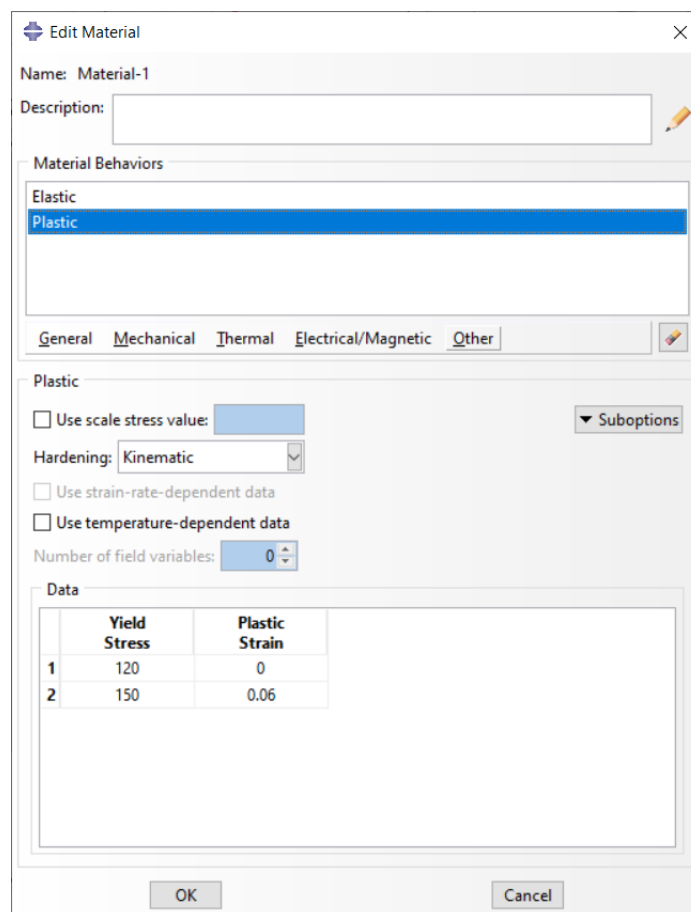 Edit Material
Name: Material-1
Description:
Material Behaviors
Elastic
Plastic
General Mechanical Thermal Electrical/Magnetic Other
Plastic
Use scale stress value:
Suboptions
Hardening: Kinematic
Use strain-rate-dependent data
Use temperature-dependent data
Number of field variables: 0
Data
Yield Plastic
Stress Strain
1 120 0
2 150 0.06
OK Cancel